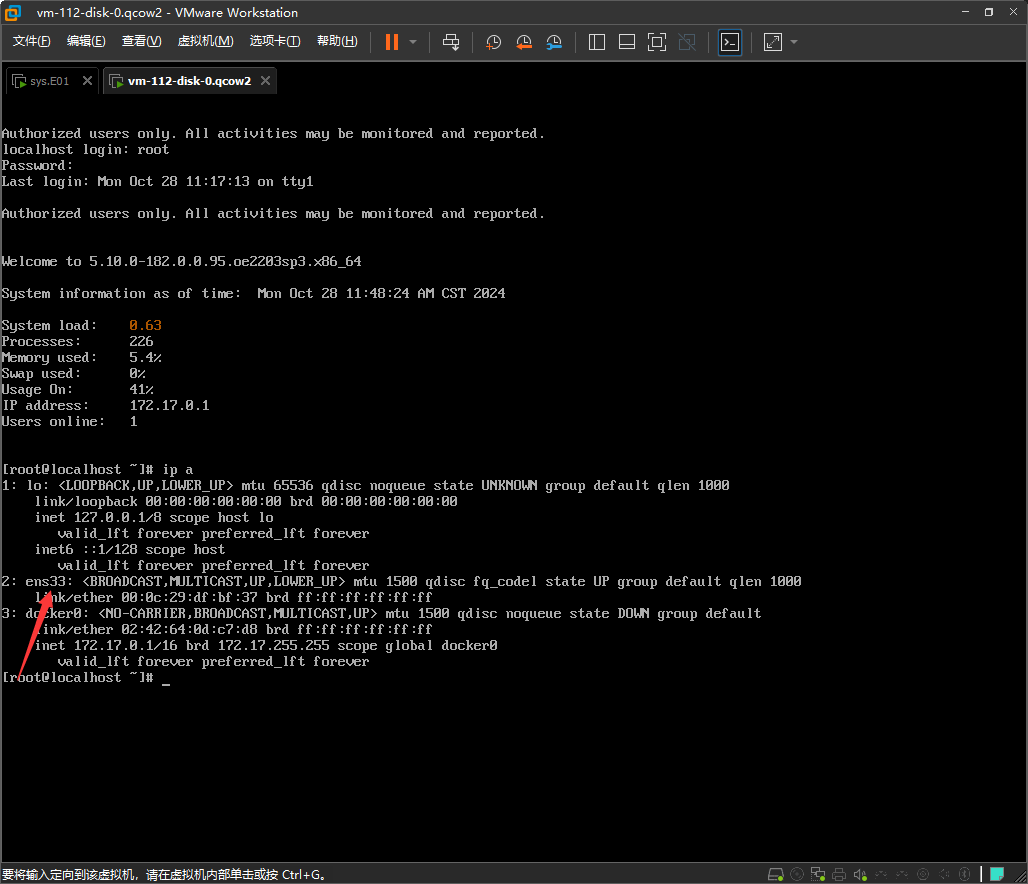 vm-112-disk-0.qcow2 - VMware Workstation
文件(F) 编辑(E) 查看(V) 虚拟机(M) 选项卡(T) 帮助(H)
sys.E01 vm-112-disk-0.qcow2
Authorized users only. All activities may be monitored and reported.
localhost login: root
Password:
Last login: Mon Oct 28 11:17:13 on tty1
Authorized users only. All activities may be monitored and reported.
Welcome to 5.10.0-182.0.0.95.oe2203sp3.x86_64
System information as of time:  Mon Oct 28 11:48:24 AM CST 2024
System load:    0.63
Processes:      226
Memory used:    5.4%
Swap used:      0%
Usage On:       41%
IP address:     172.17.0.1
Users online:   1
[root@localhost ~]# ip a
1: lo: <LOOPBACK,UP,LOWER_UP> mtu 65536 qdisc noqueue state UNKNOWN group default qlen 1000
    link/loopback 00:00:00:00:00:00 brd 00:00:00:00:00:00
    inet 127.0.0.1/8 scope host lo
       valid_lft forever preferred_lft forever
    inet6 ::1/128 scope host
       valid_lft forever preferred_lft forever
2: ens33: <BROADCAST,MULTICAST,UP,LOWER_UP> mtu 1500 qdisc fq_codel state UP group default qlen 1000
    link/ether 00:0c:29:df:bf:37 brd ff:ff:ff:ff:ff:ff
3: docker0: <NO-CARRIER,BROADCAST,MULTICAST,UP> mtu 1500 qdisc noqueue state DOWN group default
    link/ether 02:42:64:0d:c7:d8 brd ff:ff:ff:ff:ff:ff
    inet 172.17.0.1/16 brd 172.17.255.255 scope global docker0
       valid_lft forever preferred_lft forever
[root@localhost ~]# _
要将输入定向到该虚拟机，请在虚拟机内部单击或按 Ctrl+G。